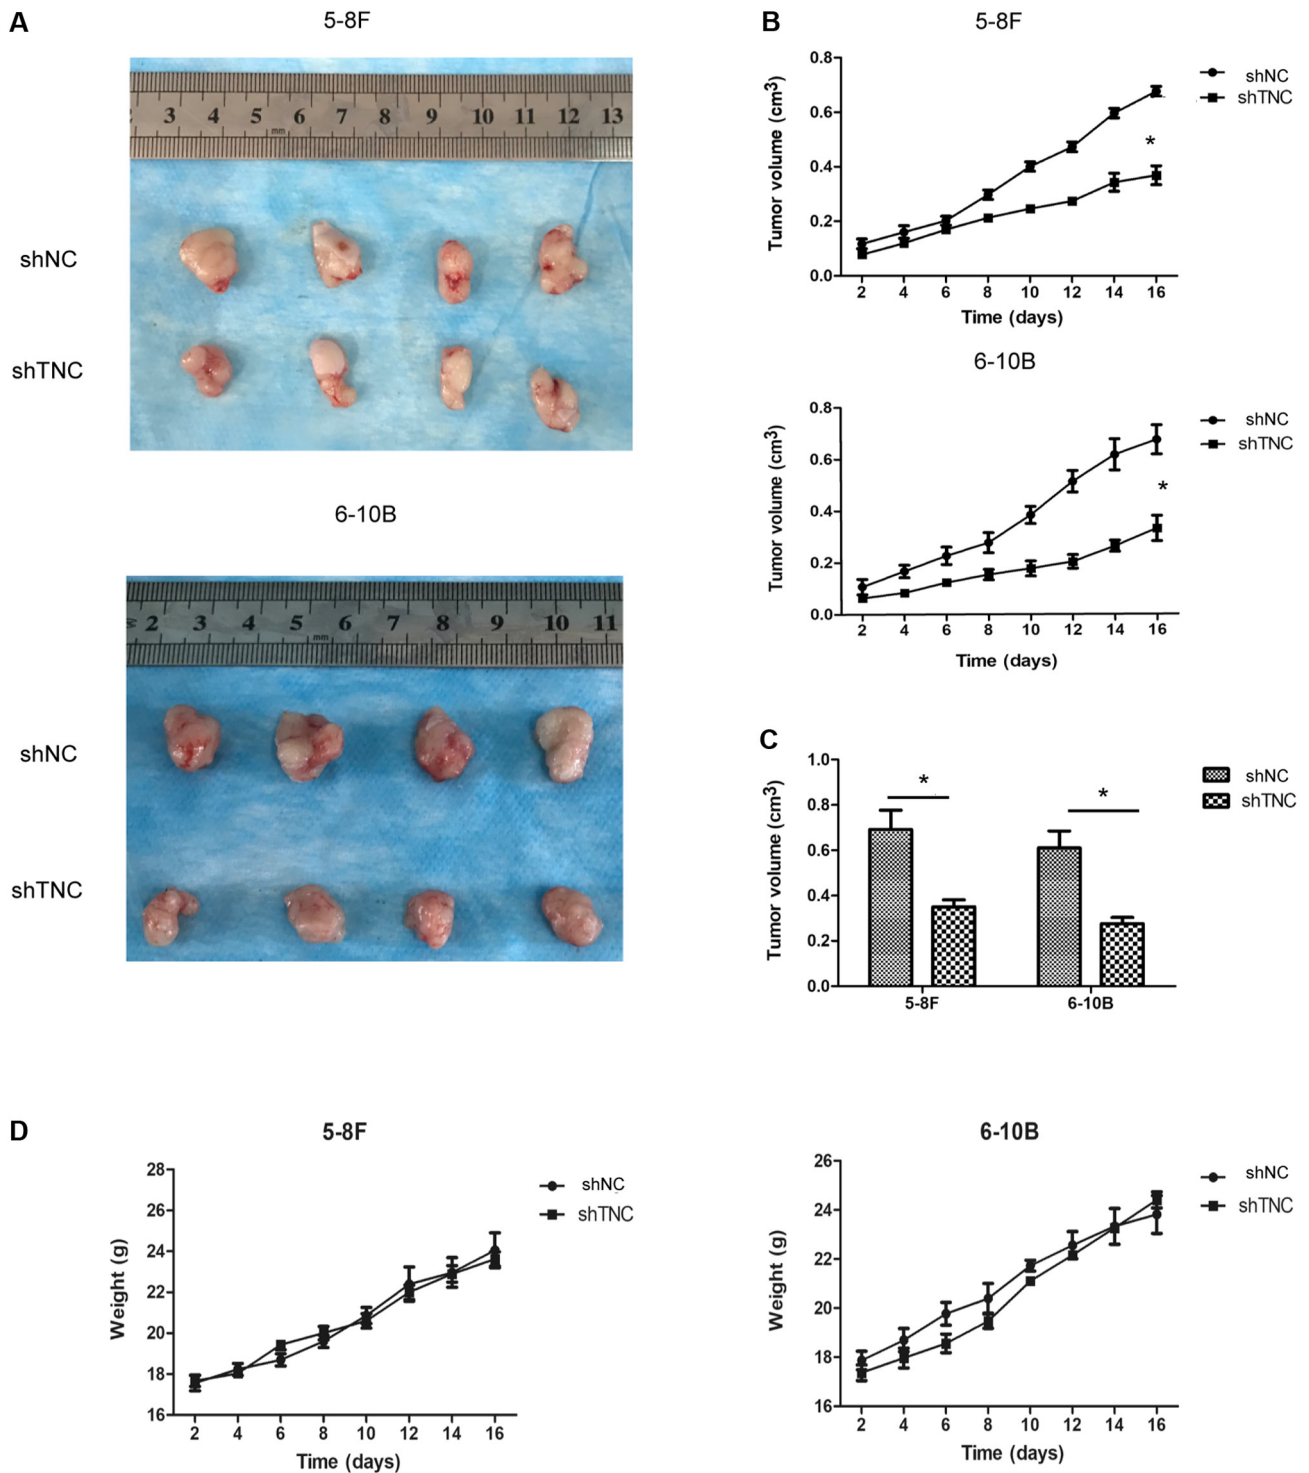 A
5-8F
3 4 5 6 7 8 9 10 11 12 13
mm
shNC
shTNC
6-10B
2 3 4 5 6 7 8 9 10 11
mm
shNC
shTNC
B
5-8F
Tumor volume (cm3)
0.8
0.6
0.4
0.2
0.0
2 4 6 8 10 12 14 16
Time (days)
shNC
shTNC
*
6-10B
Tumor volume (cm3)
0.8
0.6
0.4
0.2
0.0
2 4 6 8 10 12 14 16
Time (days)
shNC
shTNC
*
C
Tumor volume (cm3)
1.0
0.8
0.6
0.4
0.2
0.0
* *
5-8F 6-10B
shNC
shTNC
D
5-8F
Weight (g)
28
26
24
22
20
18
16
2 4 6 8 10 12 14 16
Time (days)
shNC
shTNC
6-10B
Weight (g)
26
24
22
20
18
16
2 4 6 8 10 12 14 16
Time (days)
shNC
shTNC